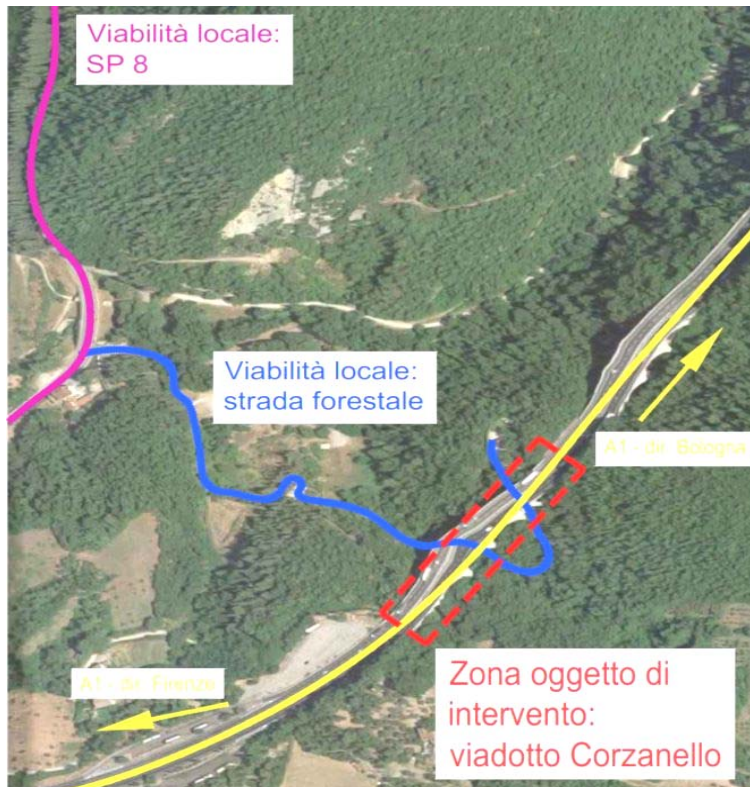 Viabilità locale:
SP 8
Viabilità locale:
strada forestale
A1 - dir. Bologna
A1 - dir. Firenze
Zona oggetto di
intervento:
viadotto Corzanello